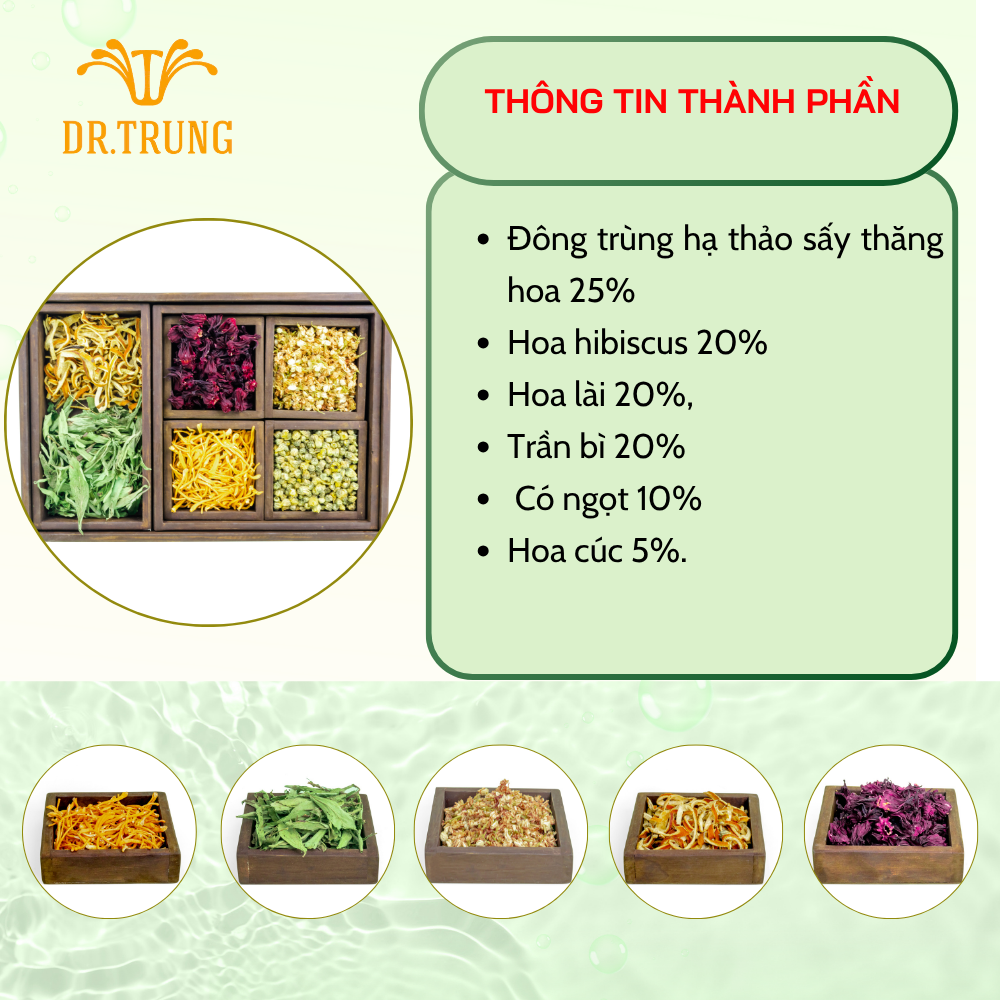 DR.TRUNG
THÔNG TIN THÀNH PHẦN
• Đông trùng hạ thảo sấy thăng
hoa 25%
• Hoa hibiscus 20%
• Hoa lài 20%,
• Trần bì 20%
• Có ngọt 10%
• Hoa cúc 5%.